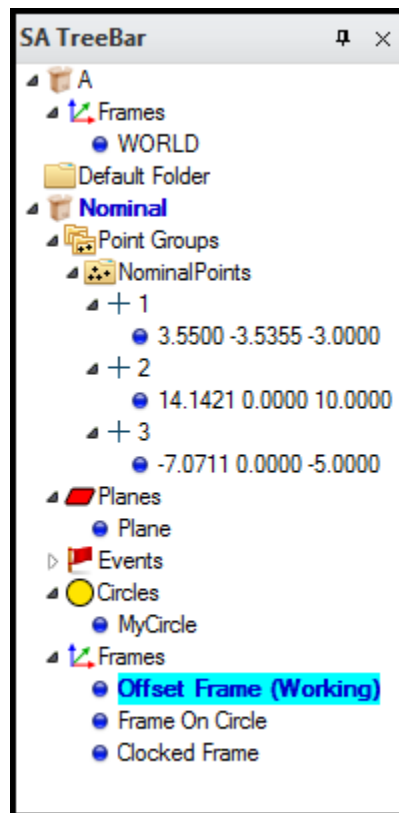 SA TreeBar
A
Frames
WORLD
Default Folder
Nominal
Point Groups
NominalPoints
1
3.5500 -3.5355 -3.0000
2
14.1421 0.0000 10.0000
3
-7.0711 0.0000 -5.0000
Planes
Plane
Events
Circles
MyCircle
Frames
Offset Frame (Working)
Frame On Circle
Clocked Frame